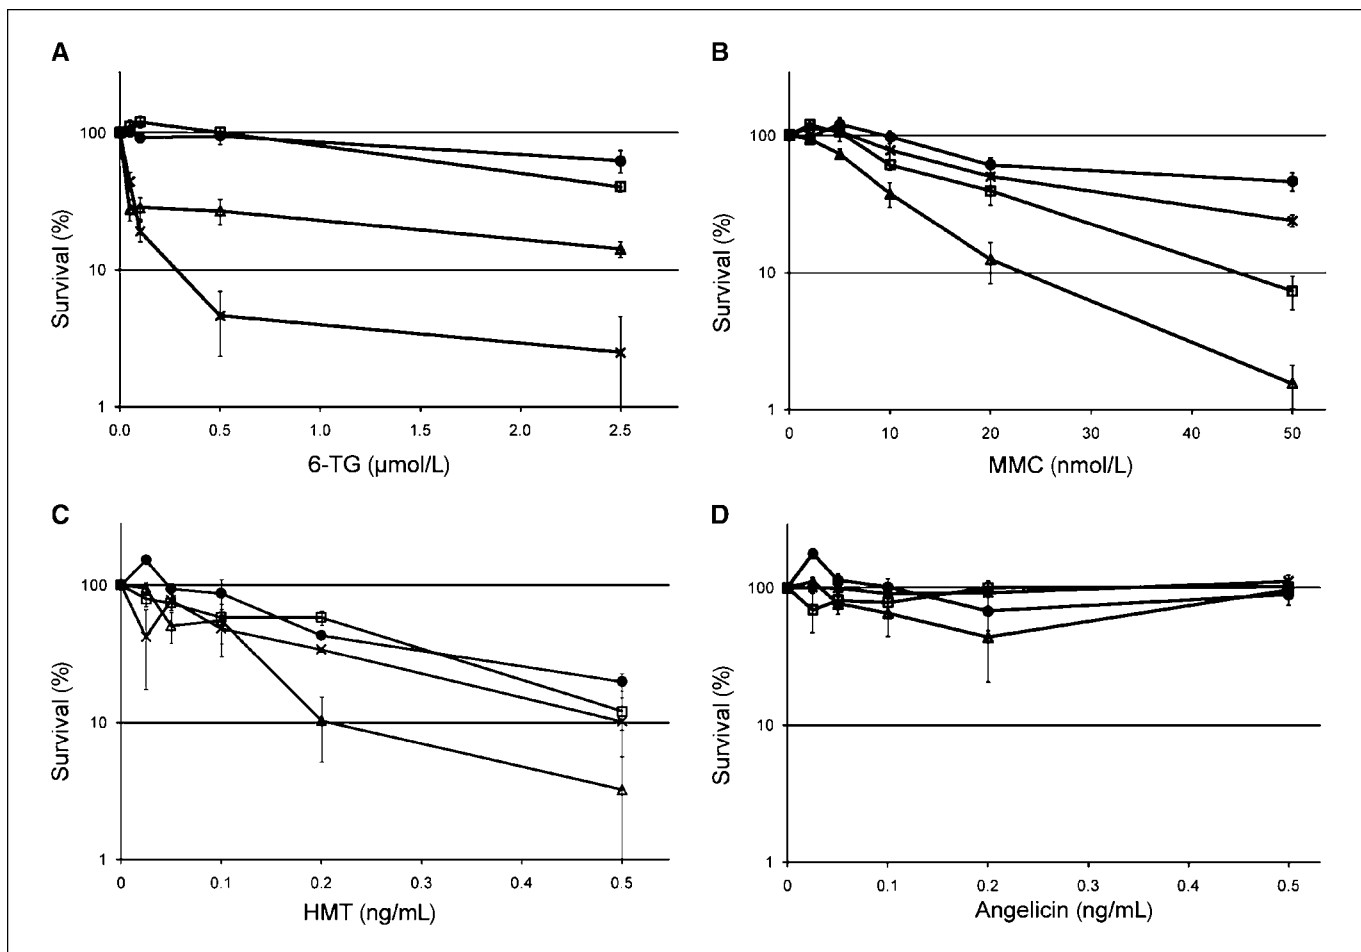 A
Survival (%)
100
10
1
0.0 0.5 1.0 1.5 2.0 2.5
6-TG (µmol/L)
B
Survival (%)
100
10
1
0 10 20 30 40 50
MMC (nmol/L)
C
Survival (%)
100
10
1
0 0.1 0.2 0.3 0.4 0.5
HMT (ng/mL)
D
Survival (%)
100
10
1
0 0.1 0.2 0.3 0.4 0.5
Angelicin (ng/mL)